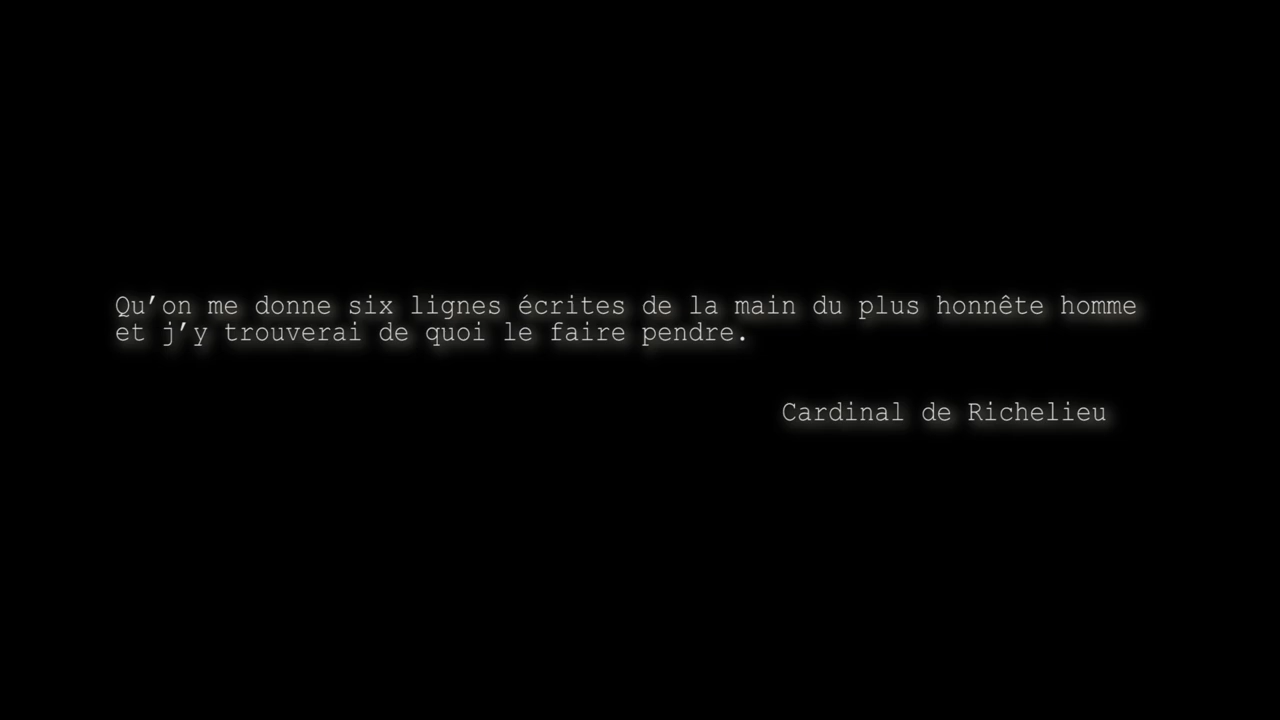 Qu’on me donne six lignes écrites de la main du plus honnête homme
et j’y trouverai de quoi le faire pendre.
Cardinal de Richelieu